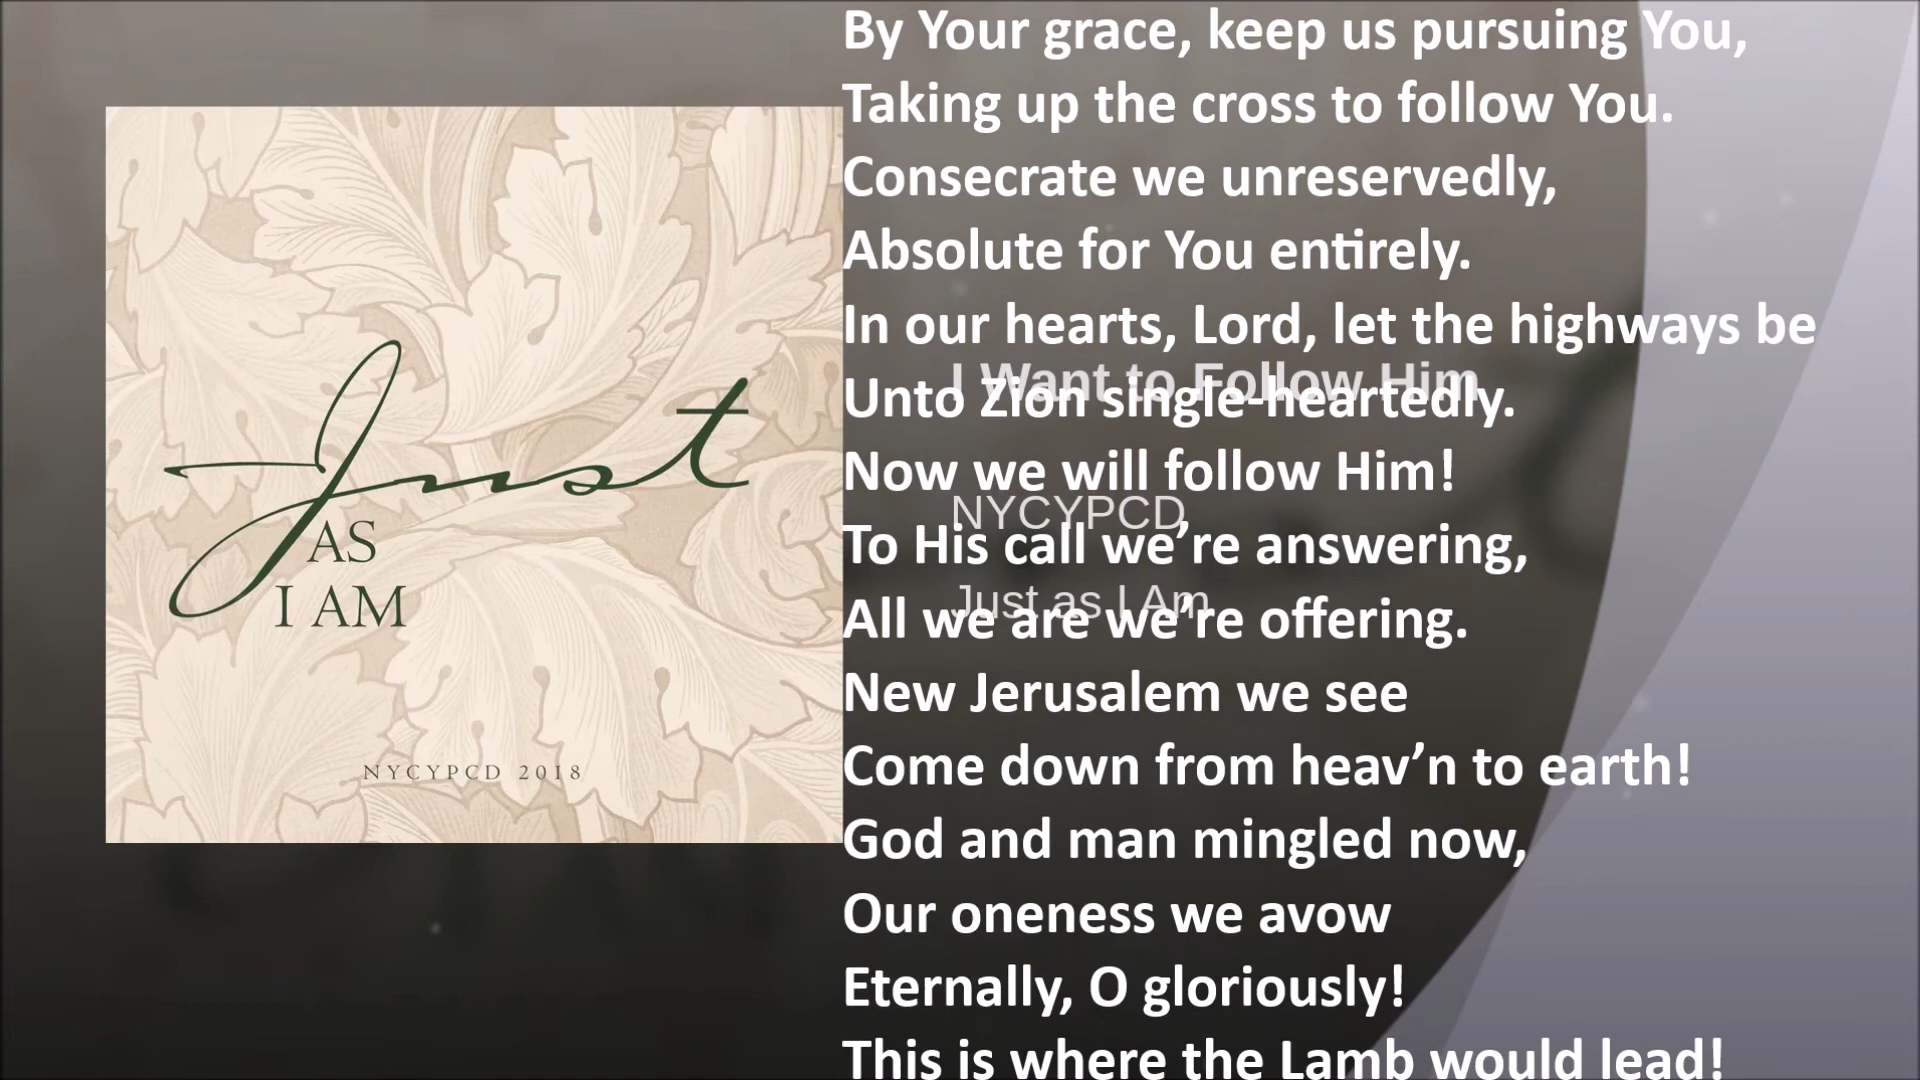 By Your grace, keep us pursuing You,
Taking up the cross to follow You.
Consecrate we unreservedly,
Absolute for You entirely.
In our hearts, Lord, let the highways be
I Want to Follow Him
Unto Zion single-heartedly.
Now we will follow Him!
NYCYPCD
To His call we’re answering,
Just as I Am
All we are we’re offering.
New Jerusalem we see
Come down from heav’n to earth!
God and man mingled now,
Our oneness we avow
Eternally, O gloriously!
This is where the Lamb would lead!
Just
AS
I AM
NYCYPCD 2018